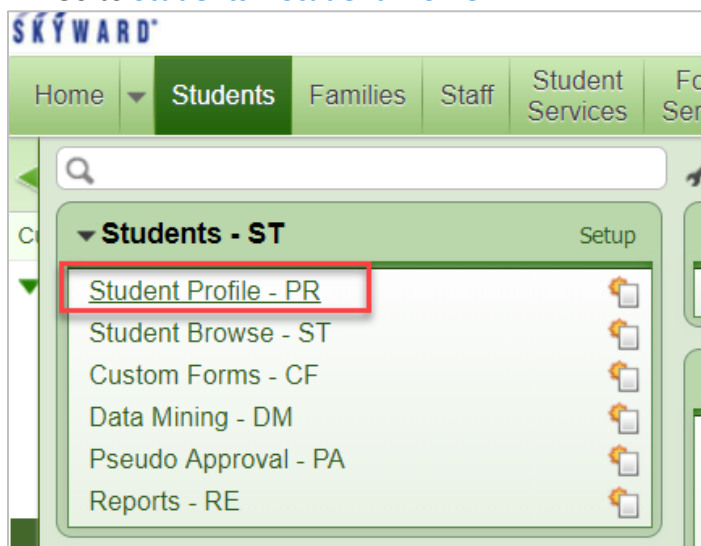 SKYWARD
Home Students Families Staff Student Services
Students - ST Setup
Student Profile - PR
Student Browse - ST
Custom Forms - CF
Data Mining - DM
Pseudo Approval - PA
Reports - RE